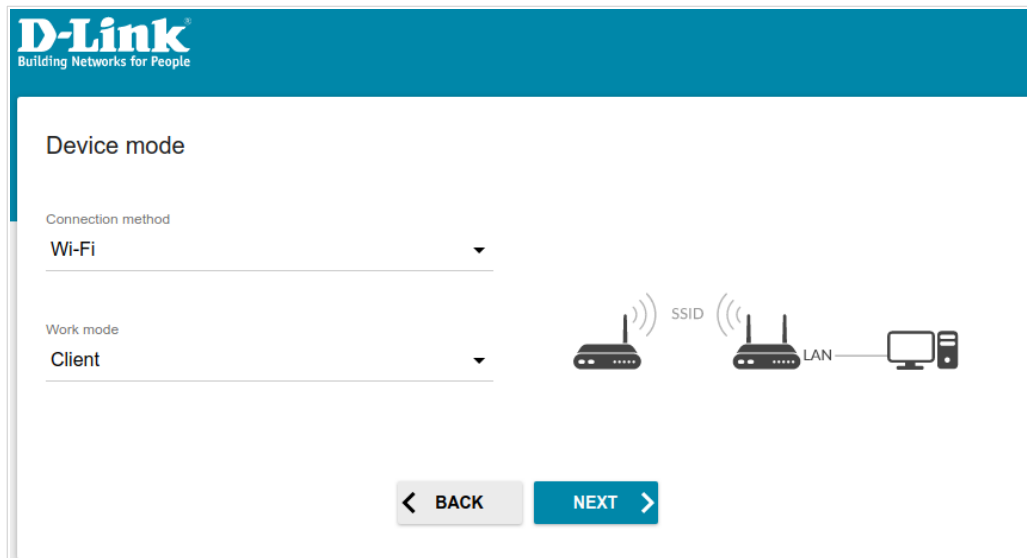 D-Link®
Building Networks for People
Device mode
Connection method
Wi-Fi
Work mode
Client
SSID
LAN
BACK
NEXT